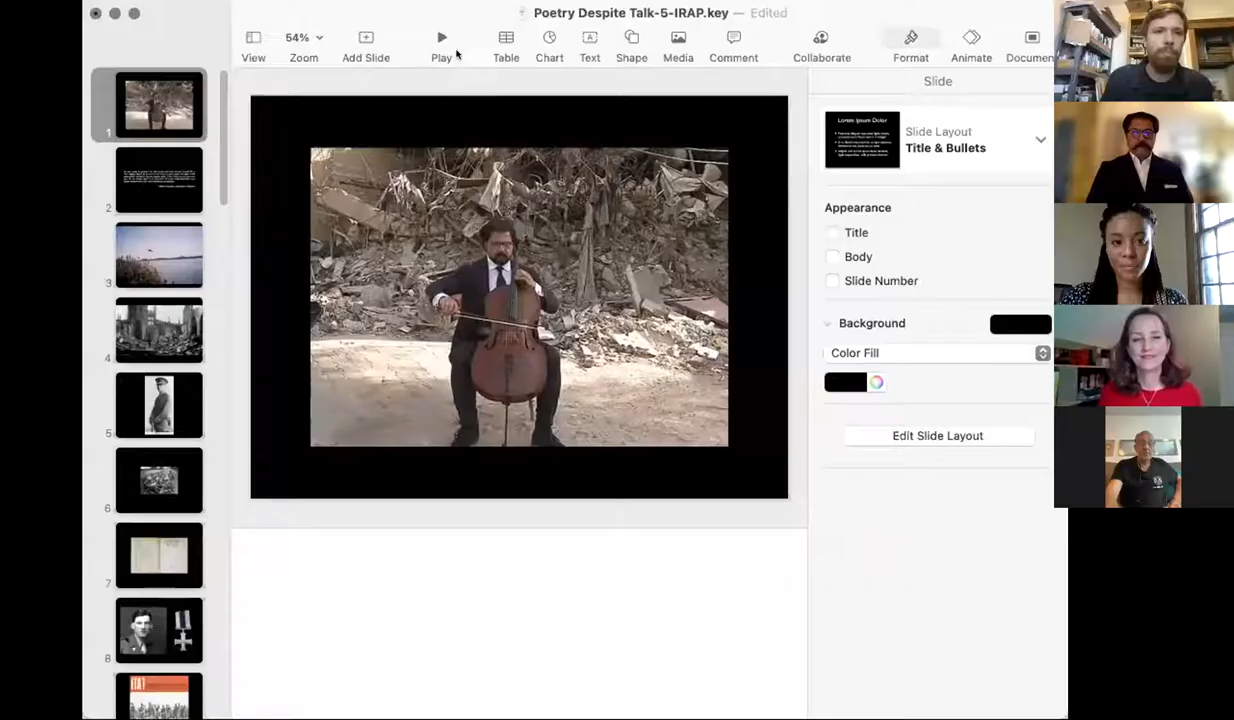 Poetry Despite Talk-5-IRAP.key — Edited
54%
View Zoom Add Slide Play Table Chart Text Shape Media Comment Collaborate Format Animate Documen
Slide
Lorem Ipsum Dolor
Slide Layout
Title & Bullets
Appearance
Title
Body
Slide Number
Background
Color Fill
Edit Slide Layout
1
2
3
4
5
6
7
8